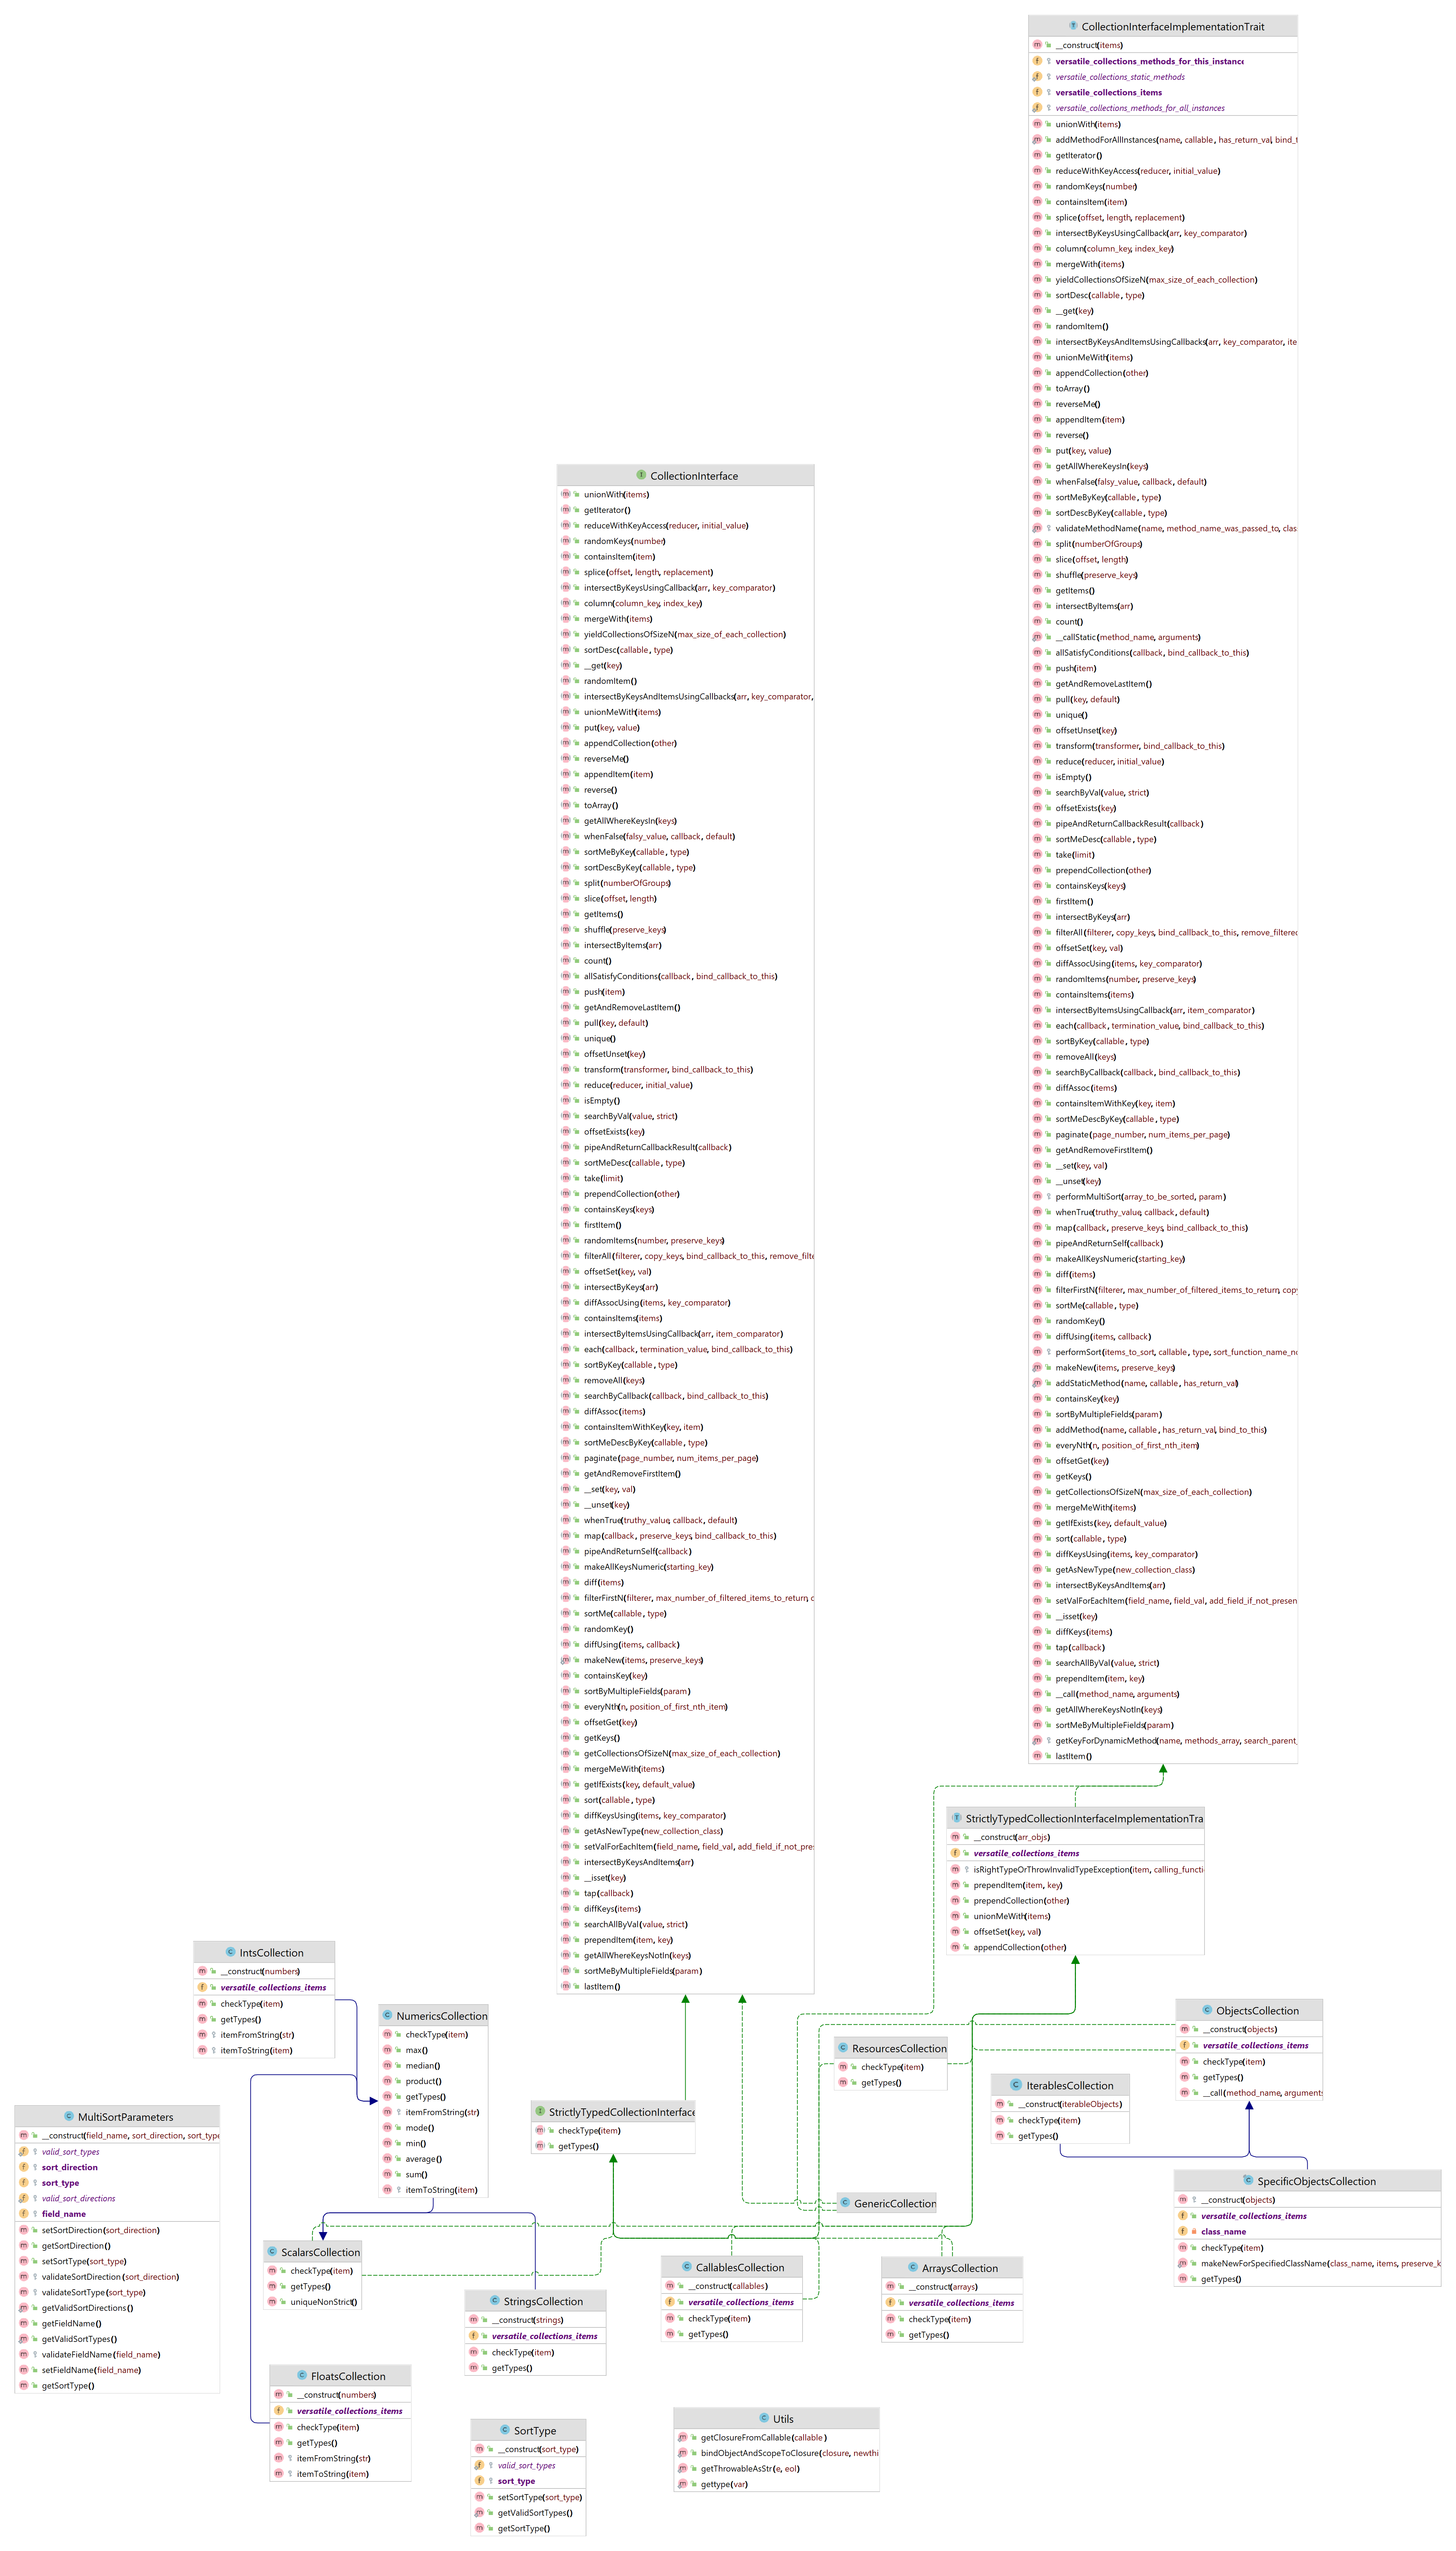 CollectionInterfaceImplementationTrait
__construct(items)
versatile_collections_methods_for_this_instance
versatile_collections_static_methods
versatile_collections_items
versatile_collections_methods_for_all_instances
unionWith(items)
addMethodForAllInstances(name, callable, has_return_val, bind_t
getIterator()
reduceWithKeyAccess(reducer, initial_value)
randomKeys(number)
containsItem(item)
splice(offset, length, replacement)
intersectByKeysUsingCallback(arr, key_comparator)
column(column_key, index_key)
mergeWith(items)
yieldCollectionsOfSizeN(max_size_of_each_collection)
sortDesc(callable, type)
__get(key)
randomItem()
intersectByKeysAndItemsUsingCallbacks(arr, key_comparator, ite
unionMeWith(items)
appendCollection(other)
toArray()
reverseMe()
appendItem(item)
reverse()
put(key, value)
getAllWhereKeysIn(keys)
whenFalse(falsy_value, callback, default)
sortMeByKey(callable, type)
sortDescByKey(callable, type)
validateMethodName(name, method_name_was_passed_to, clas
split(numberOfGroups)
slice(offset, length)
shuffle(preserve_keys)
getItems()
intersectByItems(arr)
count()
__callStatic(method_name, arguments)
allSatisfyConditions(callback, bind_callback_to_this)
push(item)
getAndRemoveLastItem()
pull(key, default)
unique()
offsetUnset(key)
transform(transformer, bind_callback_to_this)
reduce(reducer, initial_value)
isEmpty()
searchByVal(value, strict)
offsetExists(key)
pipeAndReturnCallbackResult(callback)
sortMeDesc(callable, type)
take(limit)
prependCollection(other)
containsKeys(keys)
firstItem()
intersectByKeys(arr)
filterAll(filterer, copy_keys, bind_callback_to_this, remove_filtered
offsetSet(key, val)
diffAssocUsing(items, key_comparator)
randomItems(number, preserve_keys)
containsItems(items)
intersectByItemsUsingCallback(arr, item_comparator)
each(callback, termination_value, bind_callback_to_this)
sortByKey(callable, type)
removeAll(keys)
searchByCallback(callback, bind_callback_to_this)
diffAssoc(items)
containsItemWithKey(key, item)
sortMeDescByKey(callable, type)
paginate(page_number, num_items_per_page)
getAndRemoveFirstItem()
__set(key, val)
__unset(key)
performMultiSort(array_to_be_sorted, param)
whenTrue(truthy_value, callback, default)
map(callback, preserve_keys, bind_callback_to_this)
pipeAndReturnSelf(callback)
makeAllKeysNumeric(starting_key)
diff(items)
filterFirstN(filterer, max_number_of_filtered_items_to_return, cop
sortMe(callable, type)
randomKey()
diffUsing(items, callback)
performSort(items_to_sort, callable, type, sort_function_name_n
makeNew(items, preserve_keys)
addStaticMethod(name, callable, has_return_val)
containsKey(key)
sortByMultipleFields(param)
addMethod(name, callable, has_return_val, bind_to_this)
everyNth(n, position_of_first_nth_item)
offsetGet(key)
getKeys()
getCollectionsOfSizeN(max_size_of_each_collection)
mergeMeWith(items)
getIfExists(key, default_value)
sort(callable, type)
diffKeysUsing(items, key_comparator)
getAsNewType(new_collection_class)
intersectByKeysAndItems(arr)
setValForEachItem(field_name, field_val, add_field_if_not_presen
__isset(key)
diffKeys(items)
tap(callback)
searchAllByVal(value, strict)
prependItem(item, key)
__call(method_name, arguments)
getAllWhereKeysNotIn(keys)
sortMeByMultipleFields(param)
getKeyForDynamicMethod(name, methods_array, search_parent_
lastItem()
CollectionInterface
unionWith(items)
getIterator()
reduceWithKeyAccess(reducer, initial_value)
randomKeys(number)
containsItem(item)
splice(offset, length, replacement)
intersectByKeysUsingCallback(arr, key_comparator)
column(column_key, index_key)
mergeWith(items)
yieldCollectionsOfSizeN(max_size_of_each_collection)
sortDesc(callable, type)
__get(key)
randomItem()
intersectByKeysAndItemsUsingCallbacks(arr, key_comparator,
unionMeWith(items)
put(key, value)
appendCollection(other)
reverseMe()
appendItem(item)
reverse()
toArray()
getAllWhereKeysIn(keys)
whenFalse(falsy_value, callback, default)
sortMeByKey(callable, type)
sortDescByKey(callable, type)
split(numberOfGroups)
slice(offset, length)
getItems()
shuffle(preserve_keys)
intersectByItems(arr)
count()
allSatisfyConditions(callback, bind_callback_to_this)
push(item)
getAndRemoveLastItem()
pull(key, default)
unique()
offsetUnset(key)
transform(transformer, bind_callback_to_this)
reduce(reducer, initial_value)
isEmpty()
searchByVal(value, strict)
offsetExists(key)
pipeAndReturnCallbackResult(callback)
sortMeDesc(callable, type)
take(limit)
prependCollection(other)
containsKeys(keys)
firstItem()
randomItems(number, preserve_keys)
filterAll(filterer, copy_keys, bind_callback_to_this, remove_filte
offsetSet(key, val)
intersectByKeys(arr)
diffAssocUsing(items, key_comparator)
containsItems(items)
intersectByItemsUsingCallback(arr, item_comparator)
each(callback, termination_value, bind_callback_to_this)
sortByKey(callable, type)
removeAll(keys)
searchByCallback(callback, bind_callback_to_this)
diffAssoc(items)
containsItemWithKey(key, item)
sortMeDescByKey(callable, type)
paginate(page_number, num_items_per_page)
getAndRemoveFirstItem()
__set(key, val)
__unset(key)
whenTrue(truthy_value, callback, default)
map(callback, preserve_keys, bind_callback_to_this)
pipeAndReturnSelf(callback)
makeAllKeysNumeric(starting_key)
diff(items)
filterFirstN(filterer, max_number_of_filtered_items_to_return, c
sortMe(callable, type)
randomKey()
diffUsing(items, callback)
makeNew(items, preserve_keys)
containsKey(key)
sortByMultipleFields(param)
everyNth(n, position_of_first_nth_item)
offsetGet(key)
getKeys()
getCollectionsOfSizeN(max_size_of_each_collection)
mergeMeWith(items)
getIfExists(key, default_value)
sort(callable, type)
diffKeysUsing(items, key_comparator)
getAsNewType(new_collection_class)
setValForEachItem(field_name, field_val, add_field_if_not_pre
intersectByKeysAndItems(arr)
__isset(key)
tap(callback)
diffKeys(items)
searchAllByVal(value, strict)
prependItem(item, key)
getAllWhereKeysNotIn(keys)
sortMeByMultipleFields(param)
lastItem()
StrictlyTypedCollectionInterfaceImplementationTra
__construct(arr_objs)
versatile_collections_items
isRightTypeOrThrowInvalidTypeException(item, calling_functi
prependItem(item, key)
prependCollection(other)
unionMeWith(items)
offsetSet(key, val)
appendCollection(other)
IntsCollection
__construct(numbers)
versatile_collections_items
checkType(item)
getTypes()
itemFromString(str)
itemToString(item)
NumericsCollection
checkType(item)
max()
median()
product()
getTypes()
itemFromString(str)
mode()
min()
average()
sum()
itemToString(item)
ObjectsCollection
__construct(objects)
versatile_collections_items
checkType(item)
getTypes()
__call(method_name, arguments
ResourcesCollection
checkType(item)
getTypes()
IterablesCollection
__construct(iterableObjects)
checkType(item)
getTypes()
StrictlyTypedCollectionInterface
checkType(item)
getTypes()
MultiSortParameters
__construct(field_name, sort_direction, sort_type
valid_sort_types
sort_direction
sort_type
valid_sort_directions
field_name
setSortDirection(sort_direction)
getSortDirection()
setSortType(sort_type)
validateSortDirection(sort_direction)
validateSortType(sort_type)
getValidSortDirections()
getFieldName()
getValidSortTypes()
validateFieldName(field_name)
setFieldName(field_name)
getSortType()
SpecificObjectsCollection
__construct(objects)
versatile_collections_items
class_name
checkType(item)
makeNewForSpecifiedClassName(class_name, items, preserve_k
getTypes()
GenericCollection
ScalarsCollection
checkType(item)
getTypes()
uniqueNonStrict()
CallablesCollection
__construct(callables)
versatile_collections_items
checkType(item)
getTypes()
ArraysCollection
__construct(arrays)
versatile_collections_items
checkType(item)
getTypes()
StringsCollection
__construct(strings)
versatile_collections_items
checkType(item)
getTypes()
FloatsCollection
__construct(numbers)
versatile_collections_items
checkType(item)
getTypes()
itemFromString(str)
itemToString(item)
SortType
__construct(sort_type)
valid_sort_types
sort_type
setSortType(sort_type)
getValidSortTypes()
getSortType()
Utils
getClosureFromCallable(callable)
bindObjectAndScopeToClosure(closure, newthi
getThrowableAsStr(e, eol)
gettype(var)